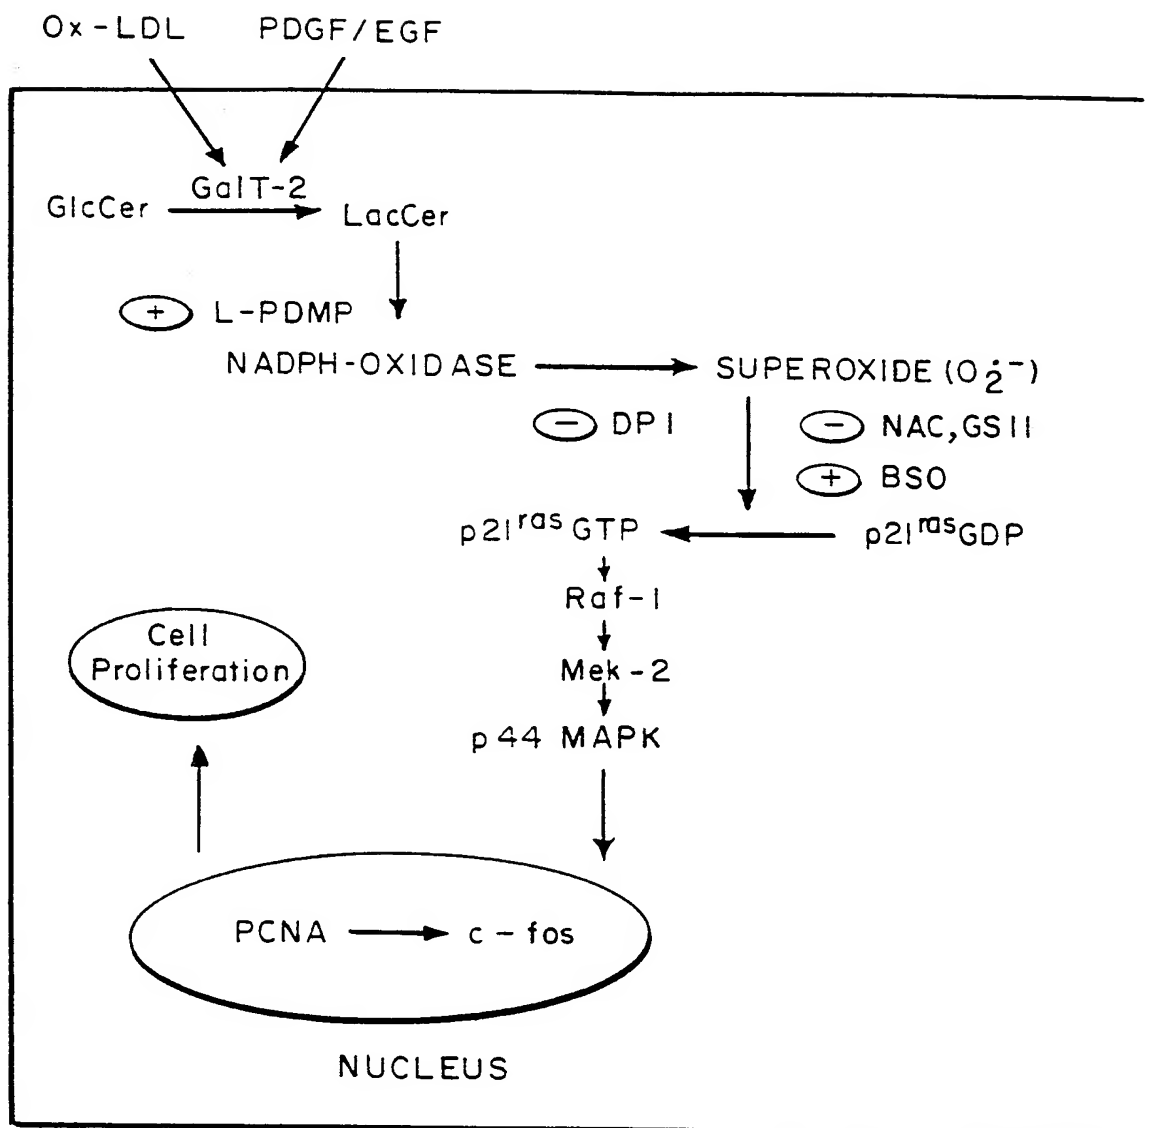 Ox-LDL PDGF/EGF
GalT-2
GlcCer LacCer
+ L-PDMP
NADPH-OXIDASE SUPEROXIDE (O₂˙⁻)
− DPI − NAC, GSII
+ BSO
p21ras GTP p21ras GDP
Raf-1
Cell
Proliferation
Mek-2
p44 MAPK
PCNA c-fos
NUCLEUS